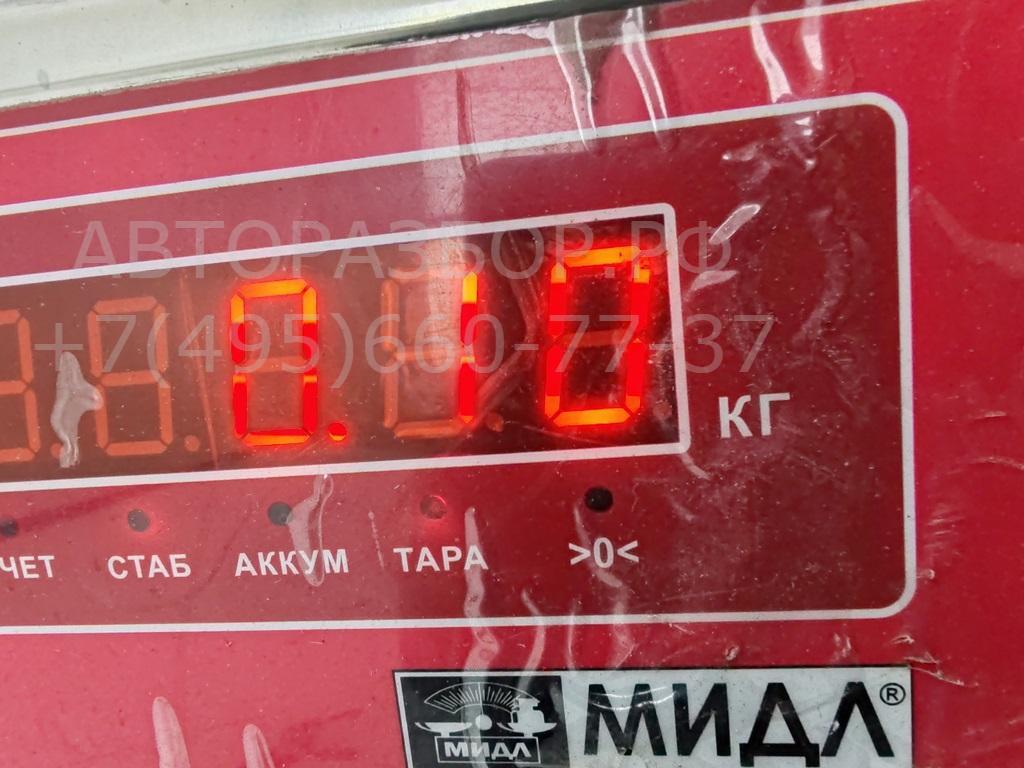 АВТОРАЗБОР.РФ
+7(495)660-77-37
0.10
КГ
ЧЕТ СТАБ АККУМ ТАРА >0<
МИДЛ
МИДЛ®